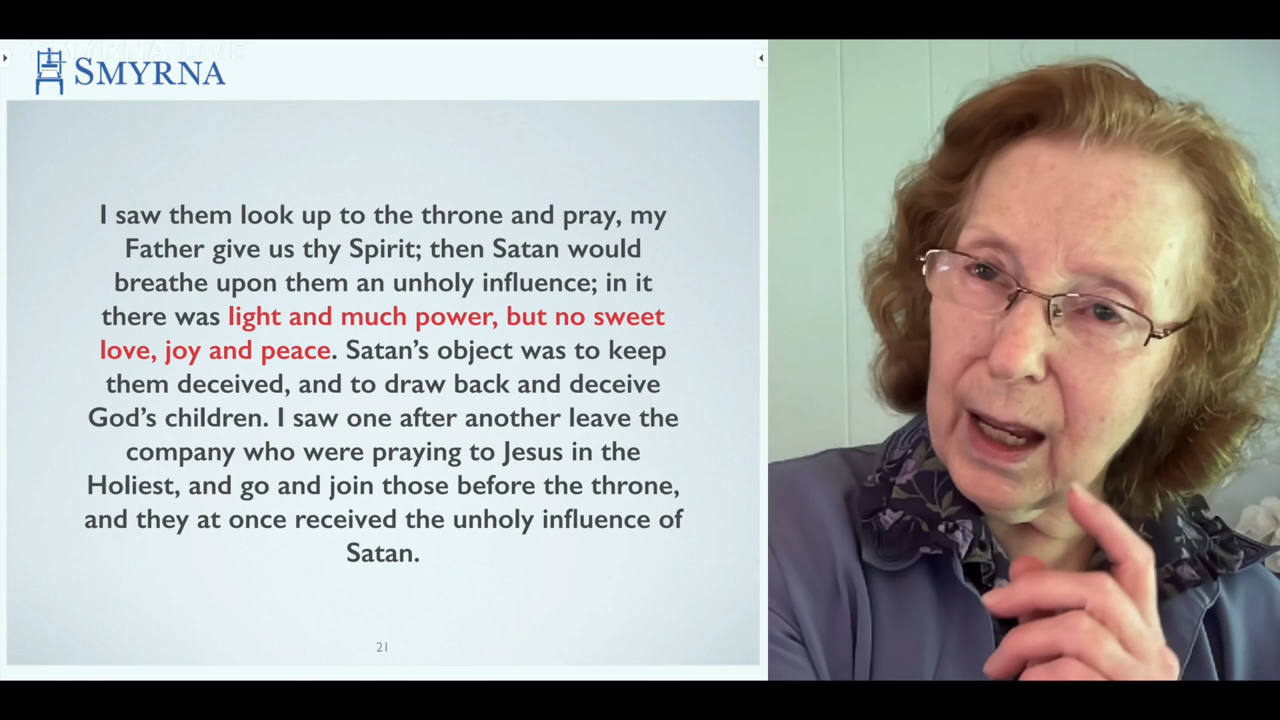 SMYRNA LIVE
SMYRNA
I saw them look up to the throne and pray, my
Father give us thy Spirit; then Satan would
breathe upon them an unholy influence; in it
there was light and much power, but no sweet
love, joy and peace. Satan’s object was to keep
them deceived, and to draw back and deceive
God’s children. I saw one after another leave the
company who were praying to Jesus in the
Holiest, and go and join those before the throne,
and they at once received the unholy influence of
Satan.
21